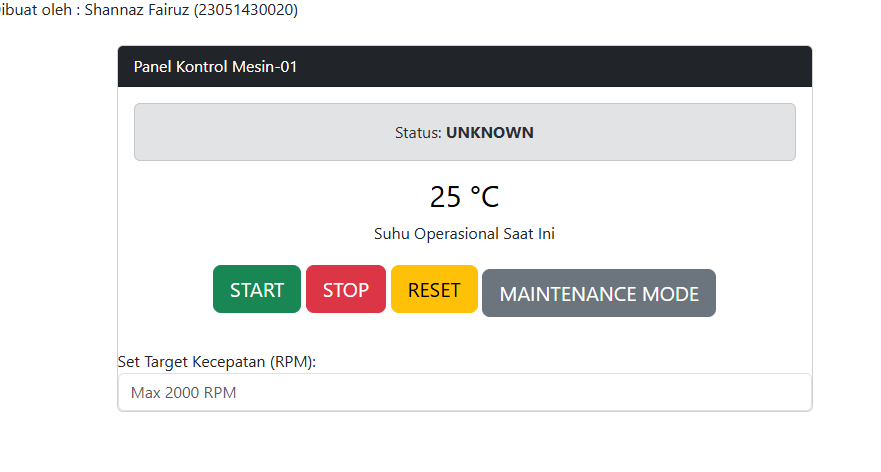 ibuat oleh : Shannaz Fairuz (23051430020)
Panel Kontrol Mesin-01
Status: UNKNOWN
25 °C
Suhu Operasional Saat Ini
START STOP RESET MAINTENANCE MODE
Set Target Kecepatan (RPM):
Max 2000 RPM